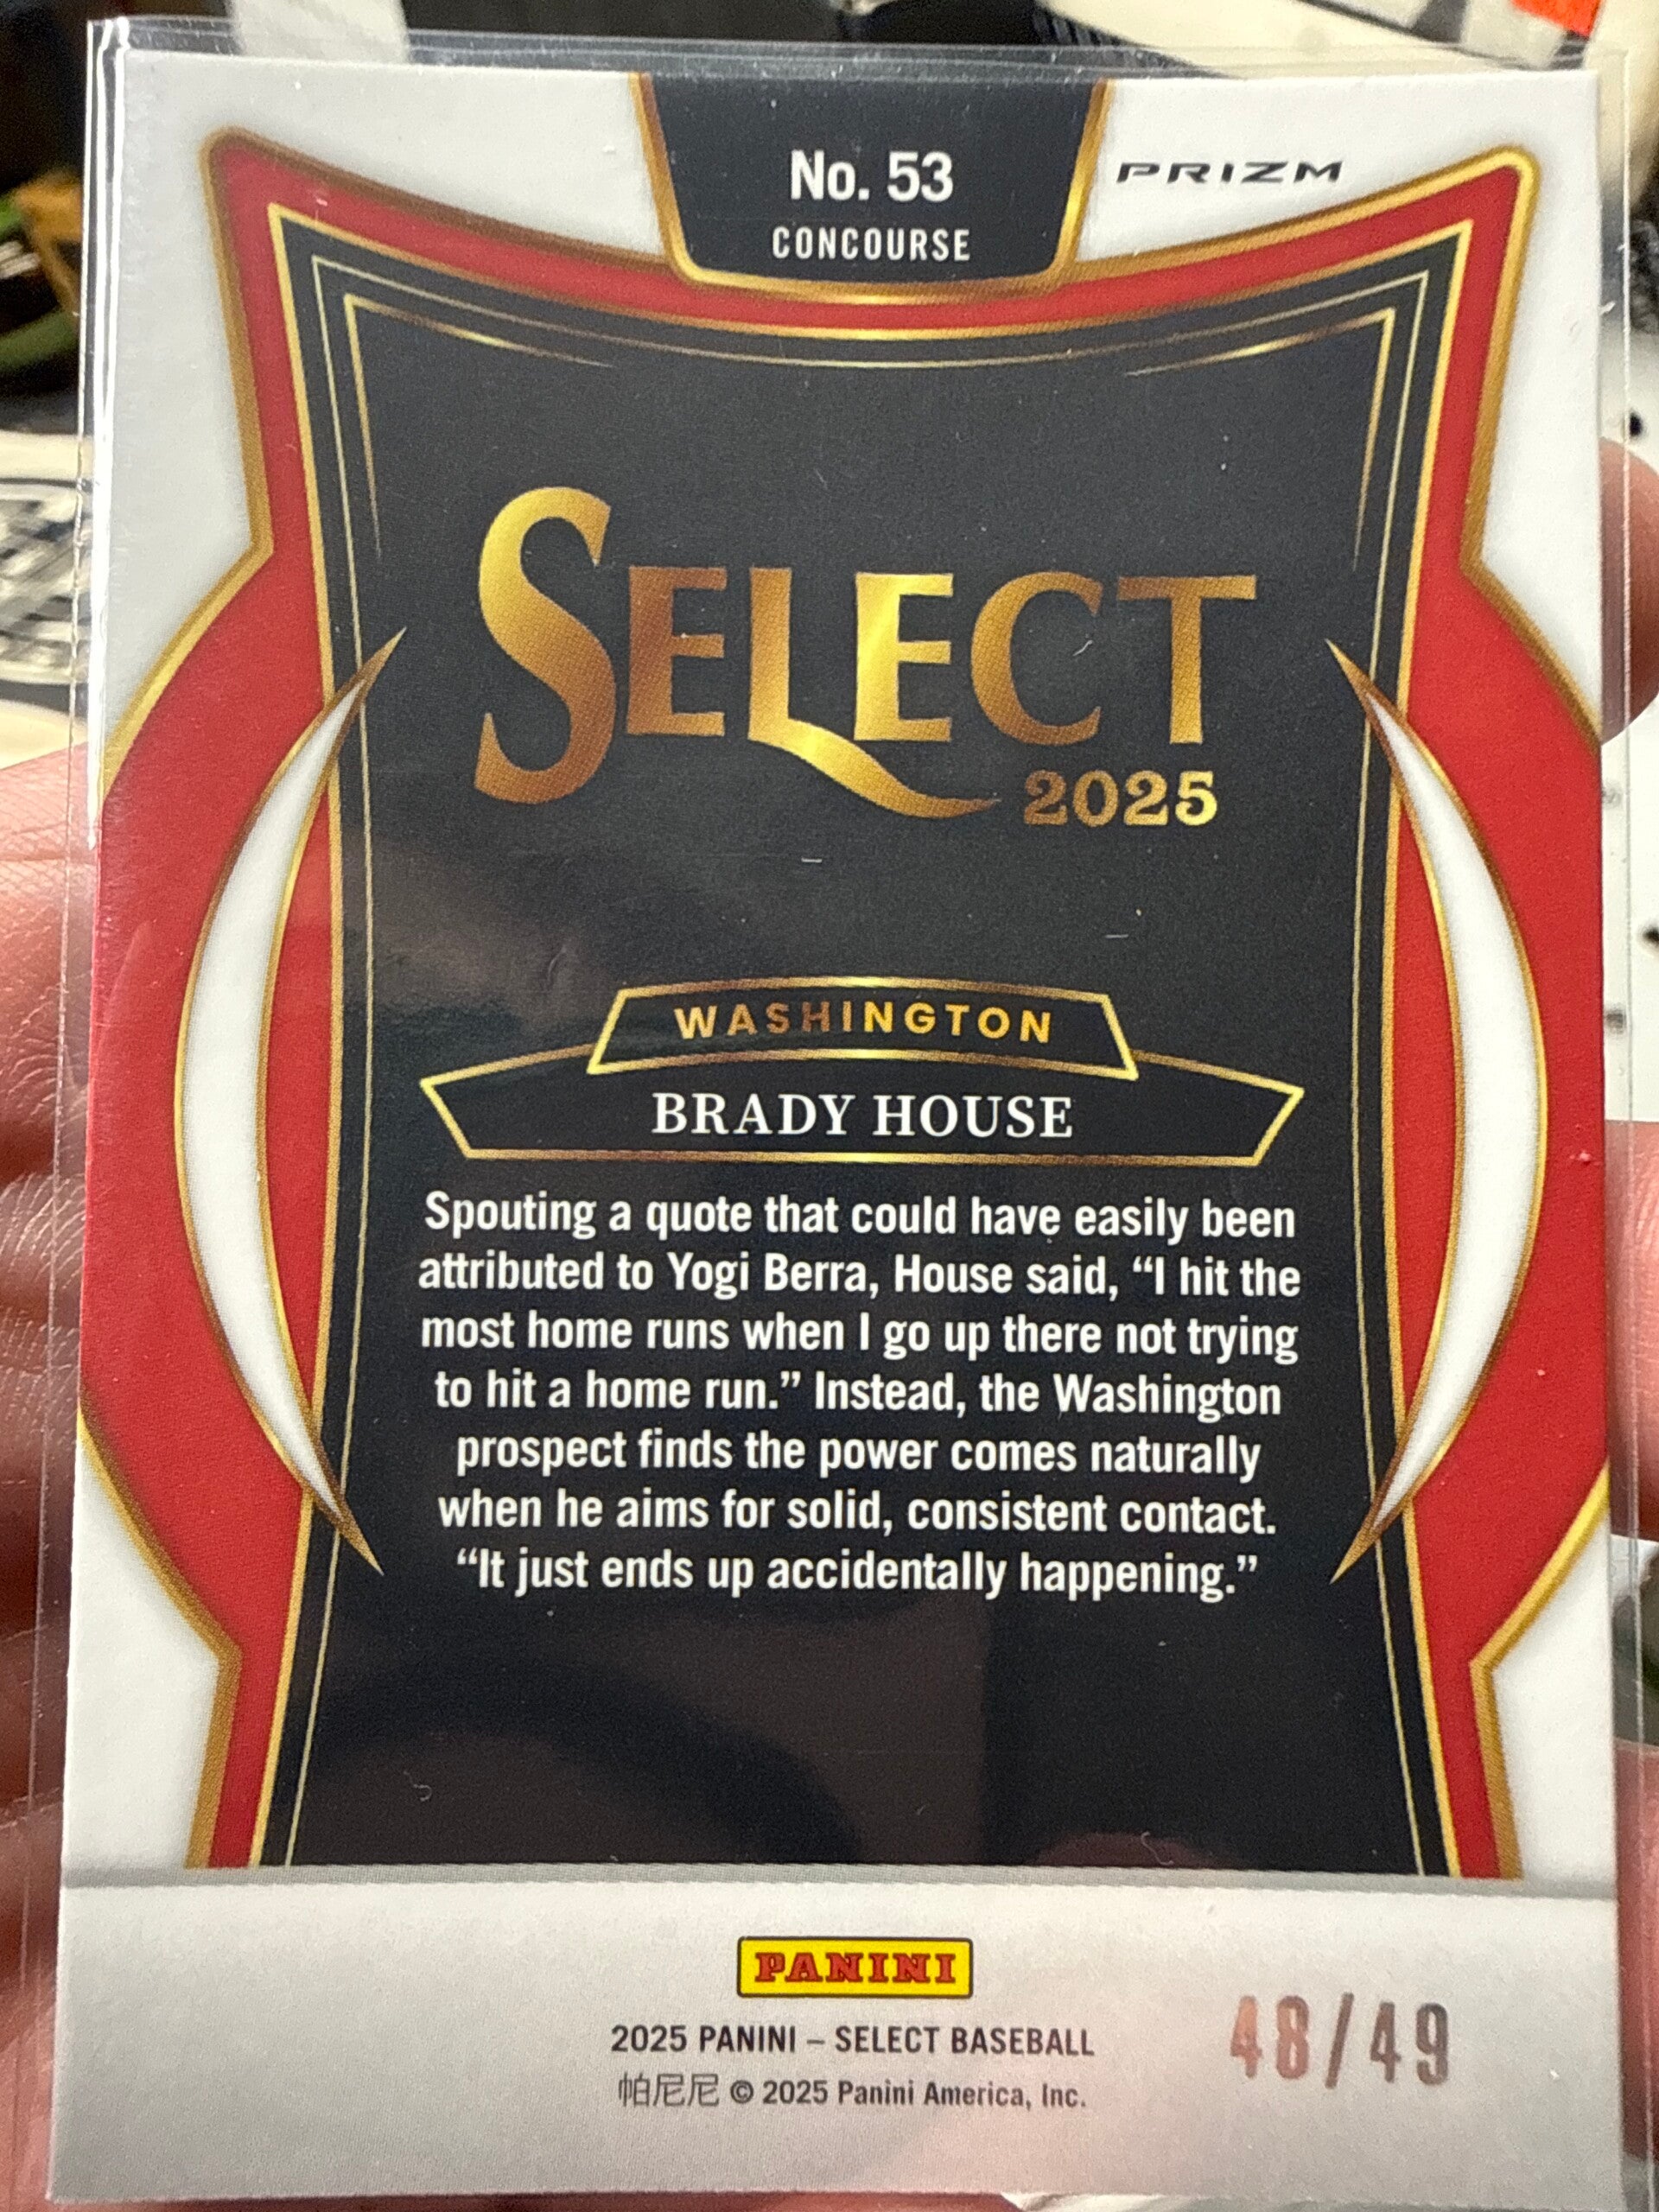 No. 53
CONCOURSE
PRIZM
SELECT
2025
WASHINGTON
BRADY HOUSE
Spouting a quote that could have easily been
attributed to Yogi Berra, House said, “I hit the
most home runs when I go up there not trying
to hit a home run.” Instead, the Washington
prospect finds the power comes naturally
when he aims for solid, consistent contact.
“It just ends up accidentally happening.”
PANINI
2025 PANINI – SELECT BASEBALL
帕尼尼 © 2025 Panini America, Inc.
48/49